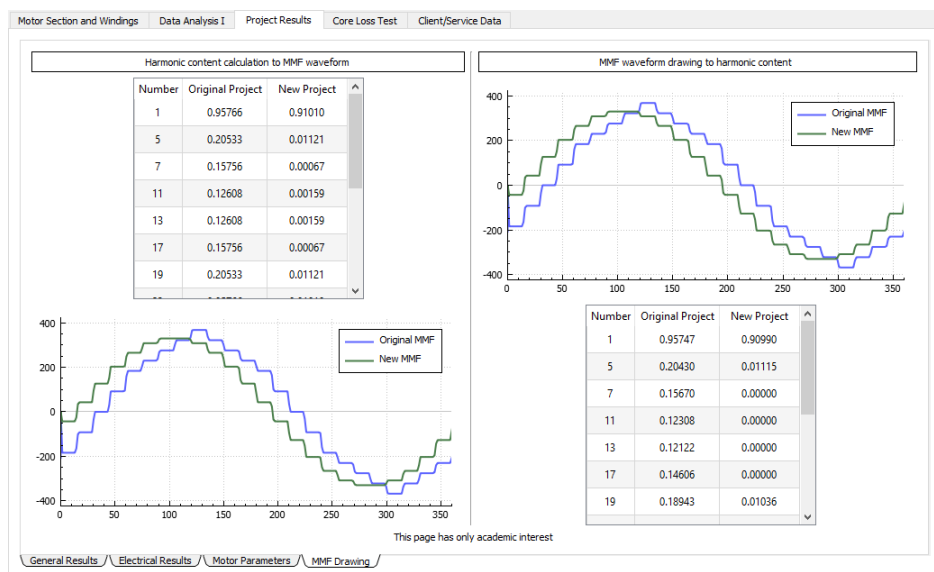 Motor Section and Windings Data Analysis I Project Results Core Loss Test Client/Service Data
Harmonic content calculation to MMF waveform
Number Original Project New Project
1 0.95766 0.91010
5 0.20533 0.01121
7 0.15756 0.00067
11 0.12608 0.00159
13 0.12608 0.00159
17 0.15756 0.00067
19 0.20533 0.01121
400
200
0
-200
-400
0 50 100 150 200 250 300 350
Original MMF
New MMF
MMF waveform drawing to harmonic content
400
200
0
-200
-400
0 50 100 150 200 250 300 350
Original MMF
New MMF
Number Original Project New Project
1 0.95747 0.90990
5 0.20430 0.01115
7 0.15670 0.00000
11 0.12308 0.00000
13 0.12122 0.00000
17 0.14606 0.00000
19 0.18943 0.01036
This page has only academic interest
General Results Electrical Results Motor Parameters MMF Drawing